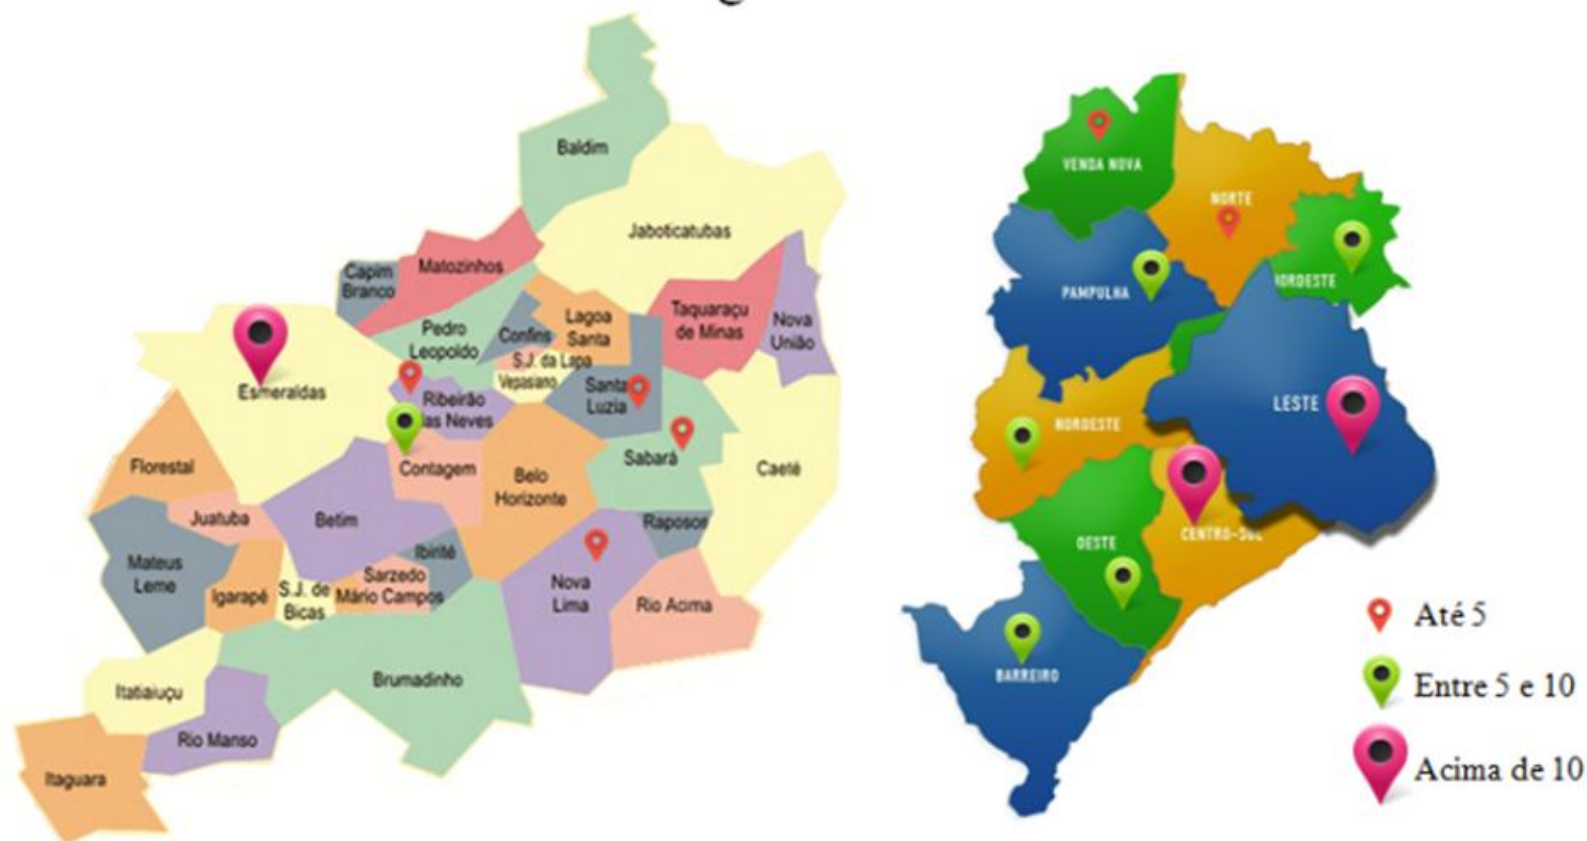 Baldim
Jaboticatubas
Matozinhos
Capim
Branco
Taquaraçu
de Minas
Nova
União
Lagoa
Santa
Confins
Pedro
Leopoldo
S.J. da Lapa
Vepasiano
Santa
Luzia
Esmeraldas
Ribeirão
das Neves
Sabará
Caeté
Florestal
Contagem
Belo
Horizonte
Juatuba
Betim
Raposos
Ibirité
Mateus
Leme
Igarapé
S.J. de
Bicas
Sarzedo
Mário Campos
Nova
Lima
Rio Acima
Itatiaiuçu
Brumadinho
Rio Manso
Itaguara
VENDA NOVA
NORTE
NORDESTE
PAMPULHA
LESTE
NOROESTE
CENTRO-SUL
OESTE
BARREIRO
Até 5
Entre 5 e 10
Acima de 10